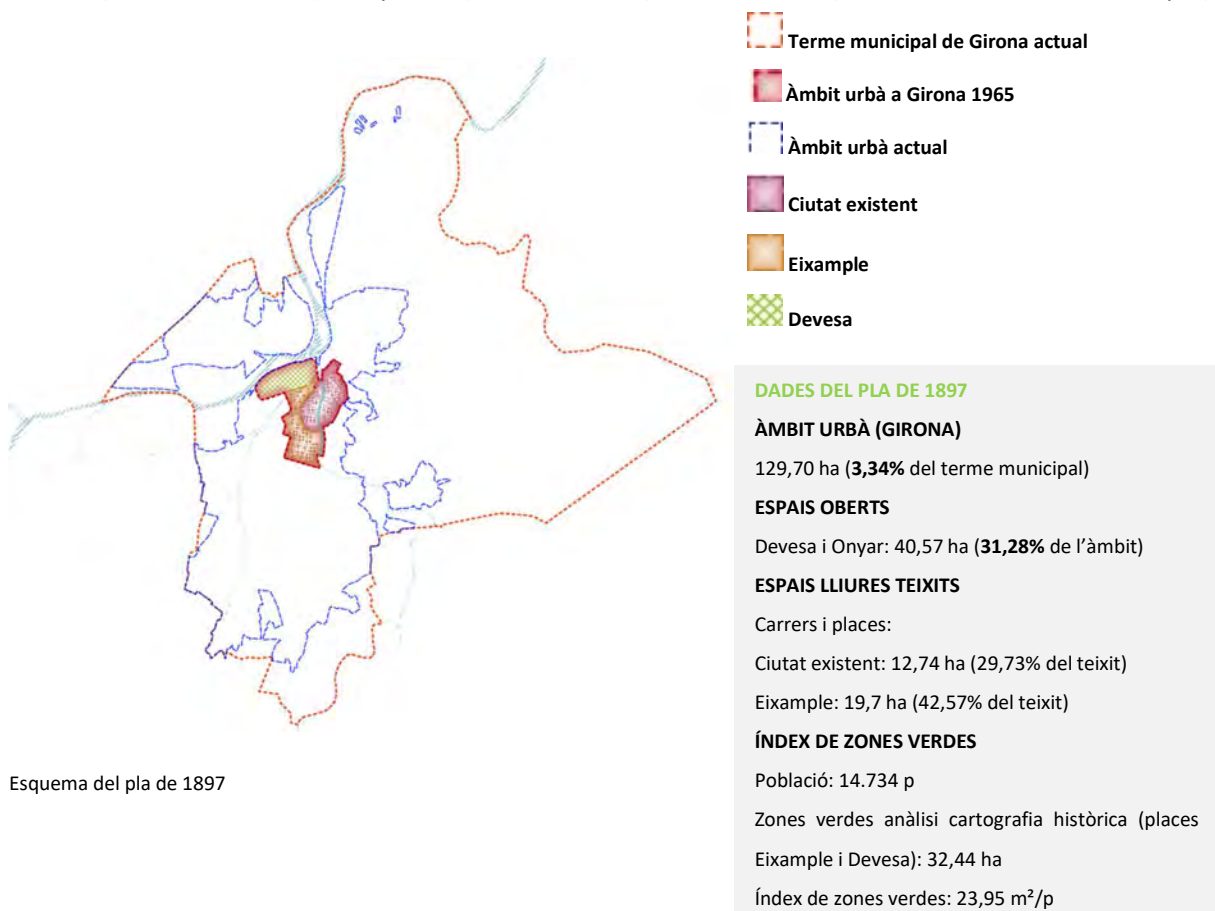 Terme municipal de Girona actual
Àmbit urbà a Girona 1965
Àmbit urbà actual
Ciutat existent
Eixample
Devesa
DADES DEL PLA DE 1897
ÀMBIT URBÀ (GIRONA)
129,70 ha (3,34% del terme municipal)
ESPAIS OBERTS
Devesa i Onyar: 40,57 ha (31,28% de l’àmbit)
ESPAIS LLIURES TEIXITS
Carrers i places:
Ciutat existent: 12,74 ha (29,73% del teixit)
Eixample: 19,7 ha (42,57% del teixit)
ÍNDEX DE ZONES VERDES
Població: 14.734 p
Zones verdes anàlisi cartografia històrica (places
Eixample i Devesa): 32,44 ha
Índex de zones verdes: 23,95 m²/p
Esquema del pla de 1897